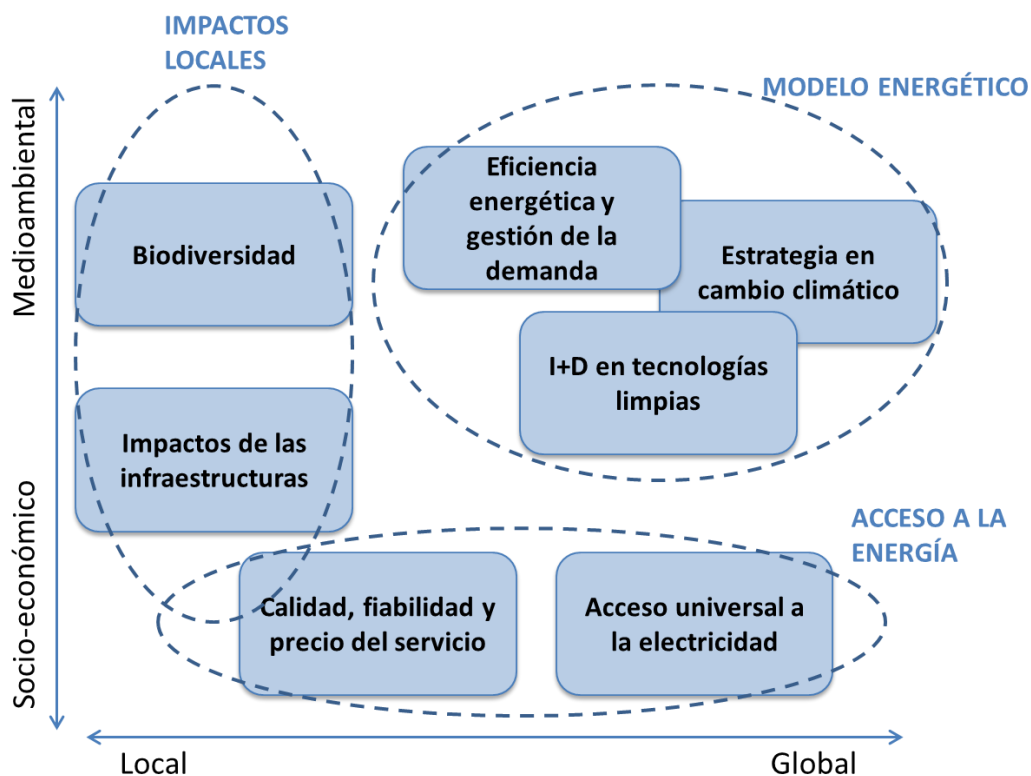 IMPACTOS
LOCALES
MODELO ENERGÉTICO
Medioambiental
Eficiencia
energética y
gestión de la
demanda
Biodiversidad
Estrategia en
cambio climático
I+D en tecnologías
limpias
Impactos de las
infraestructuras
Socio-económico
ACCESO A LA
ENERGÍA
Calidad, fiabilidad y
precio del servicio
Acceso universal a
la electricidad
Local
Global